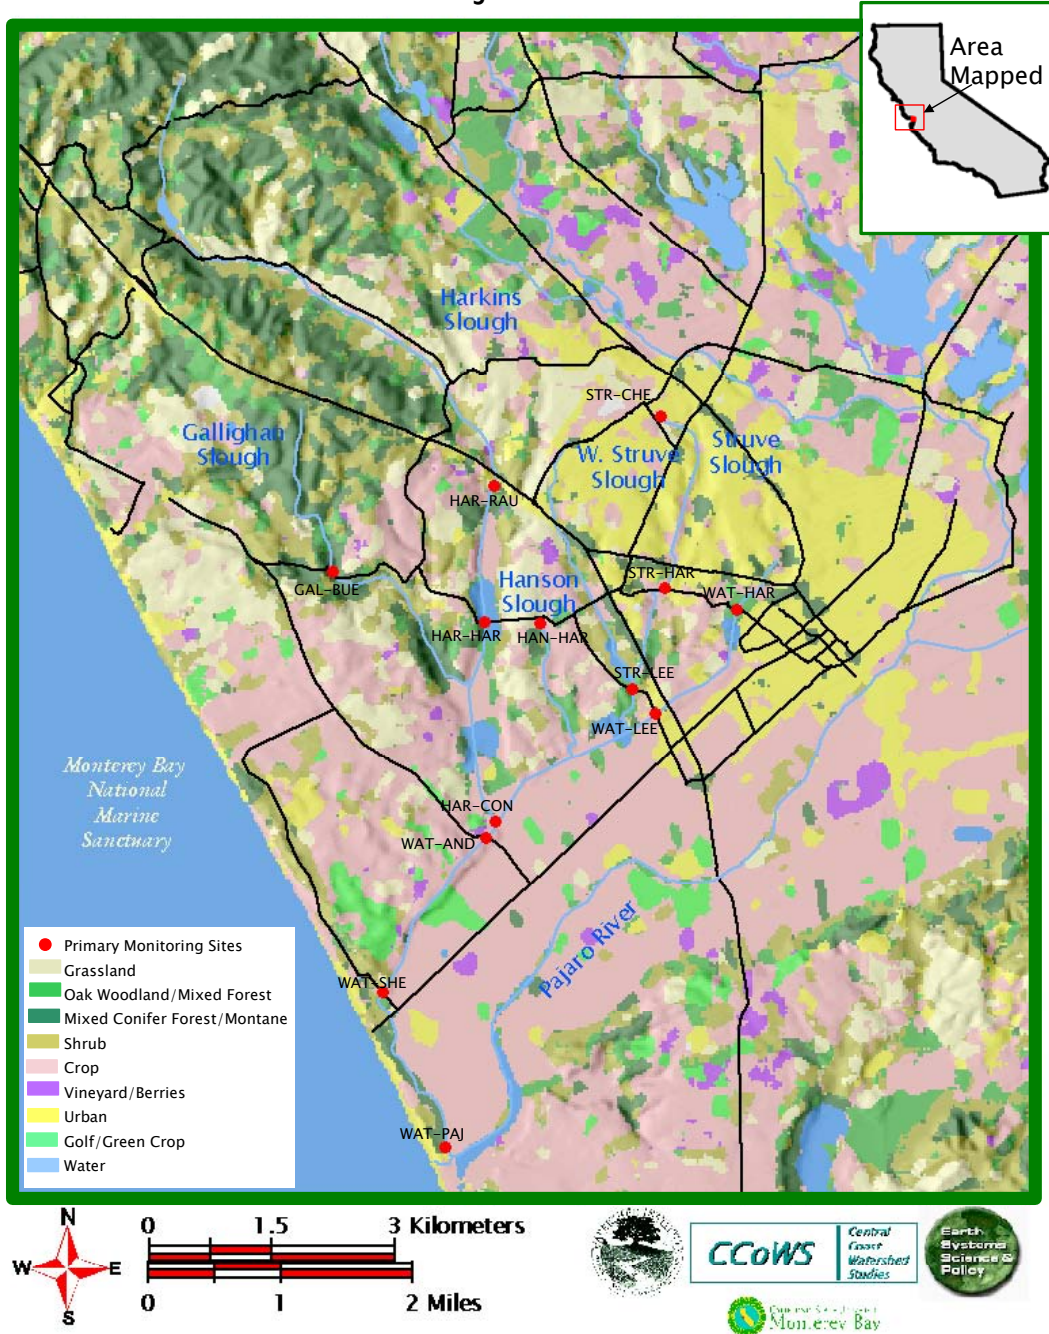 Area
Mapped
Harkins
Slough
STR-CHE
Gallighan
Slough
W. Struve
Slough
Struve
Slough
HAR-RAU
GAL-BUE
Hanson
Slough
STR-HAR
WAT-HAR
HAR-HAR
HAN-HAR
STR-LEE
WAT-LEE
Monterey Bay
National
Marine
Sanctuary
HAR-CON
WAT-AND
Pajaro River
WAT-SHE
WAT-PAJ
Primary Monitoring Sites
Grassland
Oak Woodland/Mixed Forest
Mixed Conifer Forest/Montane
Shrub
Crop
Vineyard/Berries
Urban
Golf/Green Crop
Water
N
W E
S
0 1.5 3 Kilometers
0 1 2 Miles
CCoWS
Central
Coast
Watershed
Studies
Earth
Systems
Science &
Policy
Monterey Bay